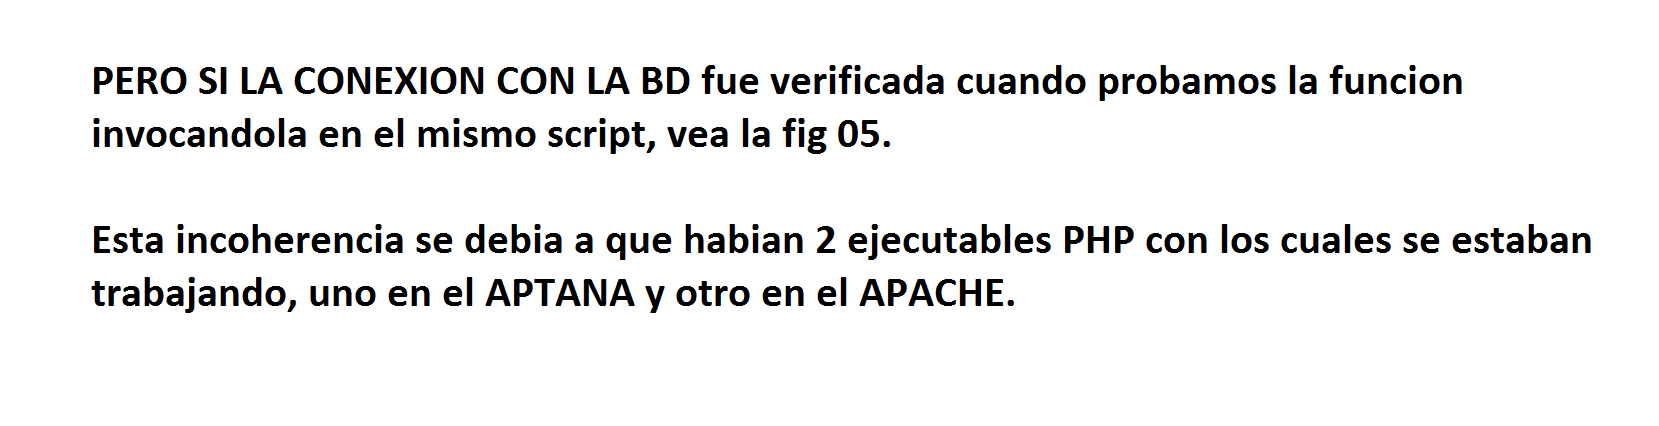 PERO SI LA CONEXION CON LA BD fue verificada cuando probamos la funcion
invocandola en el mismo script, vea la fig 05.
Esta incoherencia se debia a que habian 2 ejecutables PHP con los cuales se estaban
trabajando, uno en el APTANA y otro en el APACHE.